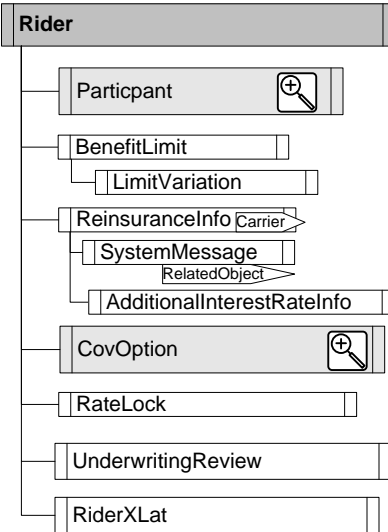 Rider
Particpant
BenefitLimit
LimitVariation
ReinsuranceInfo Carrier
SystemMessage
RelatedObject
AdditionalInterestRateInfo
CovOption
RateLock
UnderwritingReview
RiderXLat